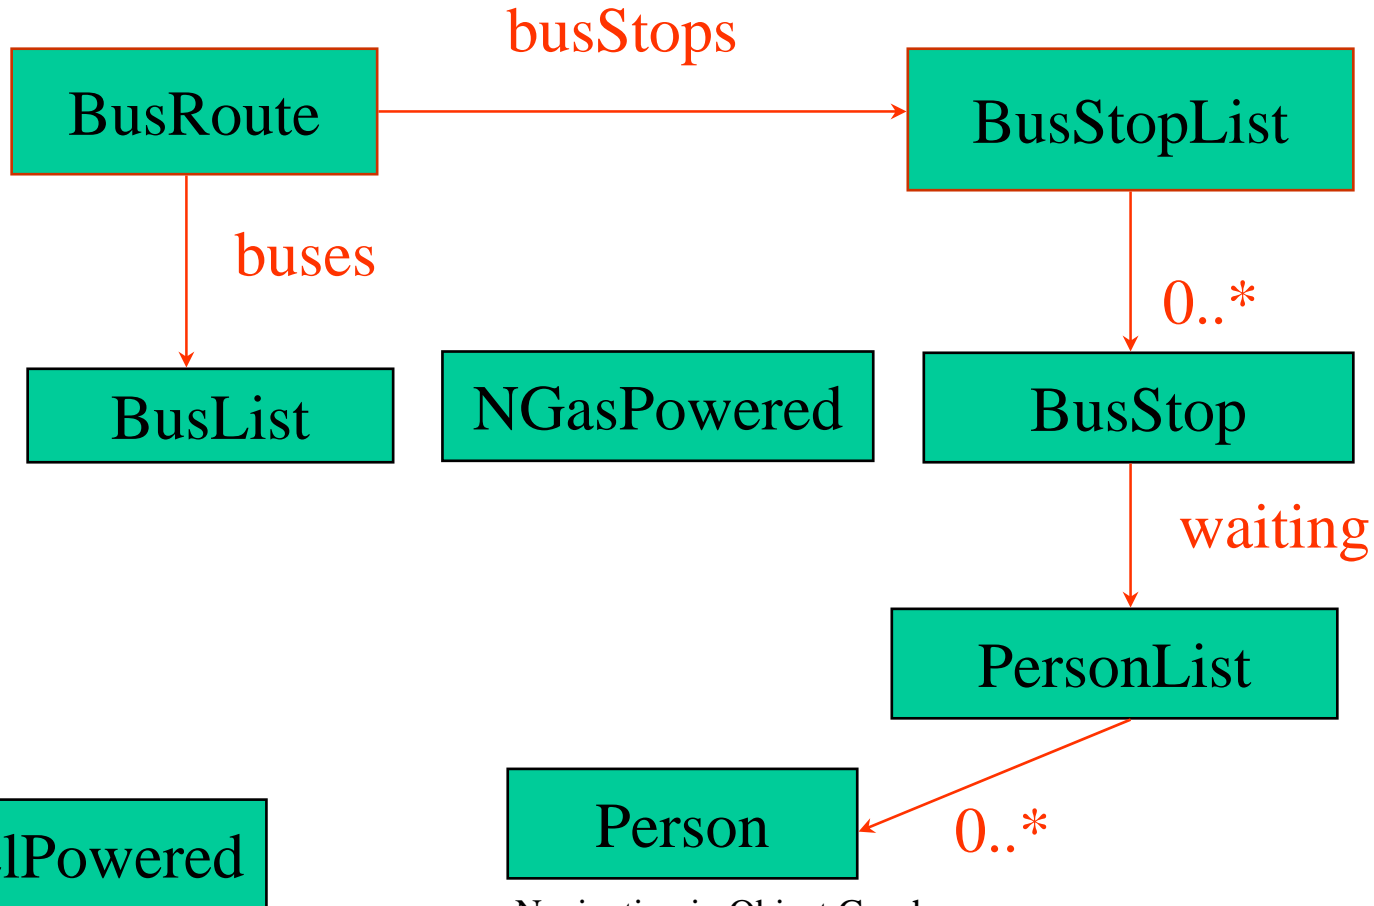 busStops
BusRoute
BusStopList
buses
0..*
BusList
NGasPowered
BusStop
waiting
PersonList
Person
0..*
lPowered